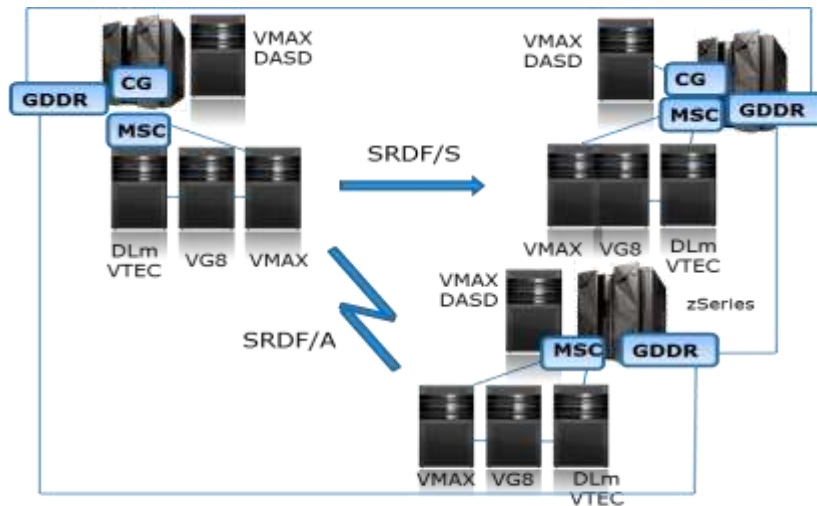 VMAX
DASD
CG
GDDR
MSC
DLm
VTEC
VG8
VMAX
SRDF/S
SRDF/A
VMAX
DASD
CG
MSC
GDDR
VMAX
VG8
DLm
VTEC
VMAX
DASD
zSeries
MSC
GDDR
VMAX
VG8
DLm
VTEC